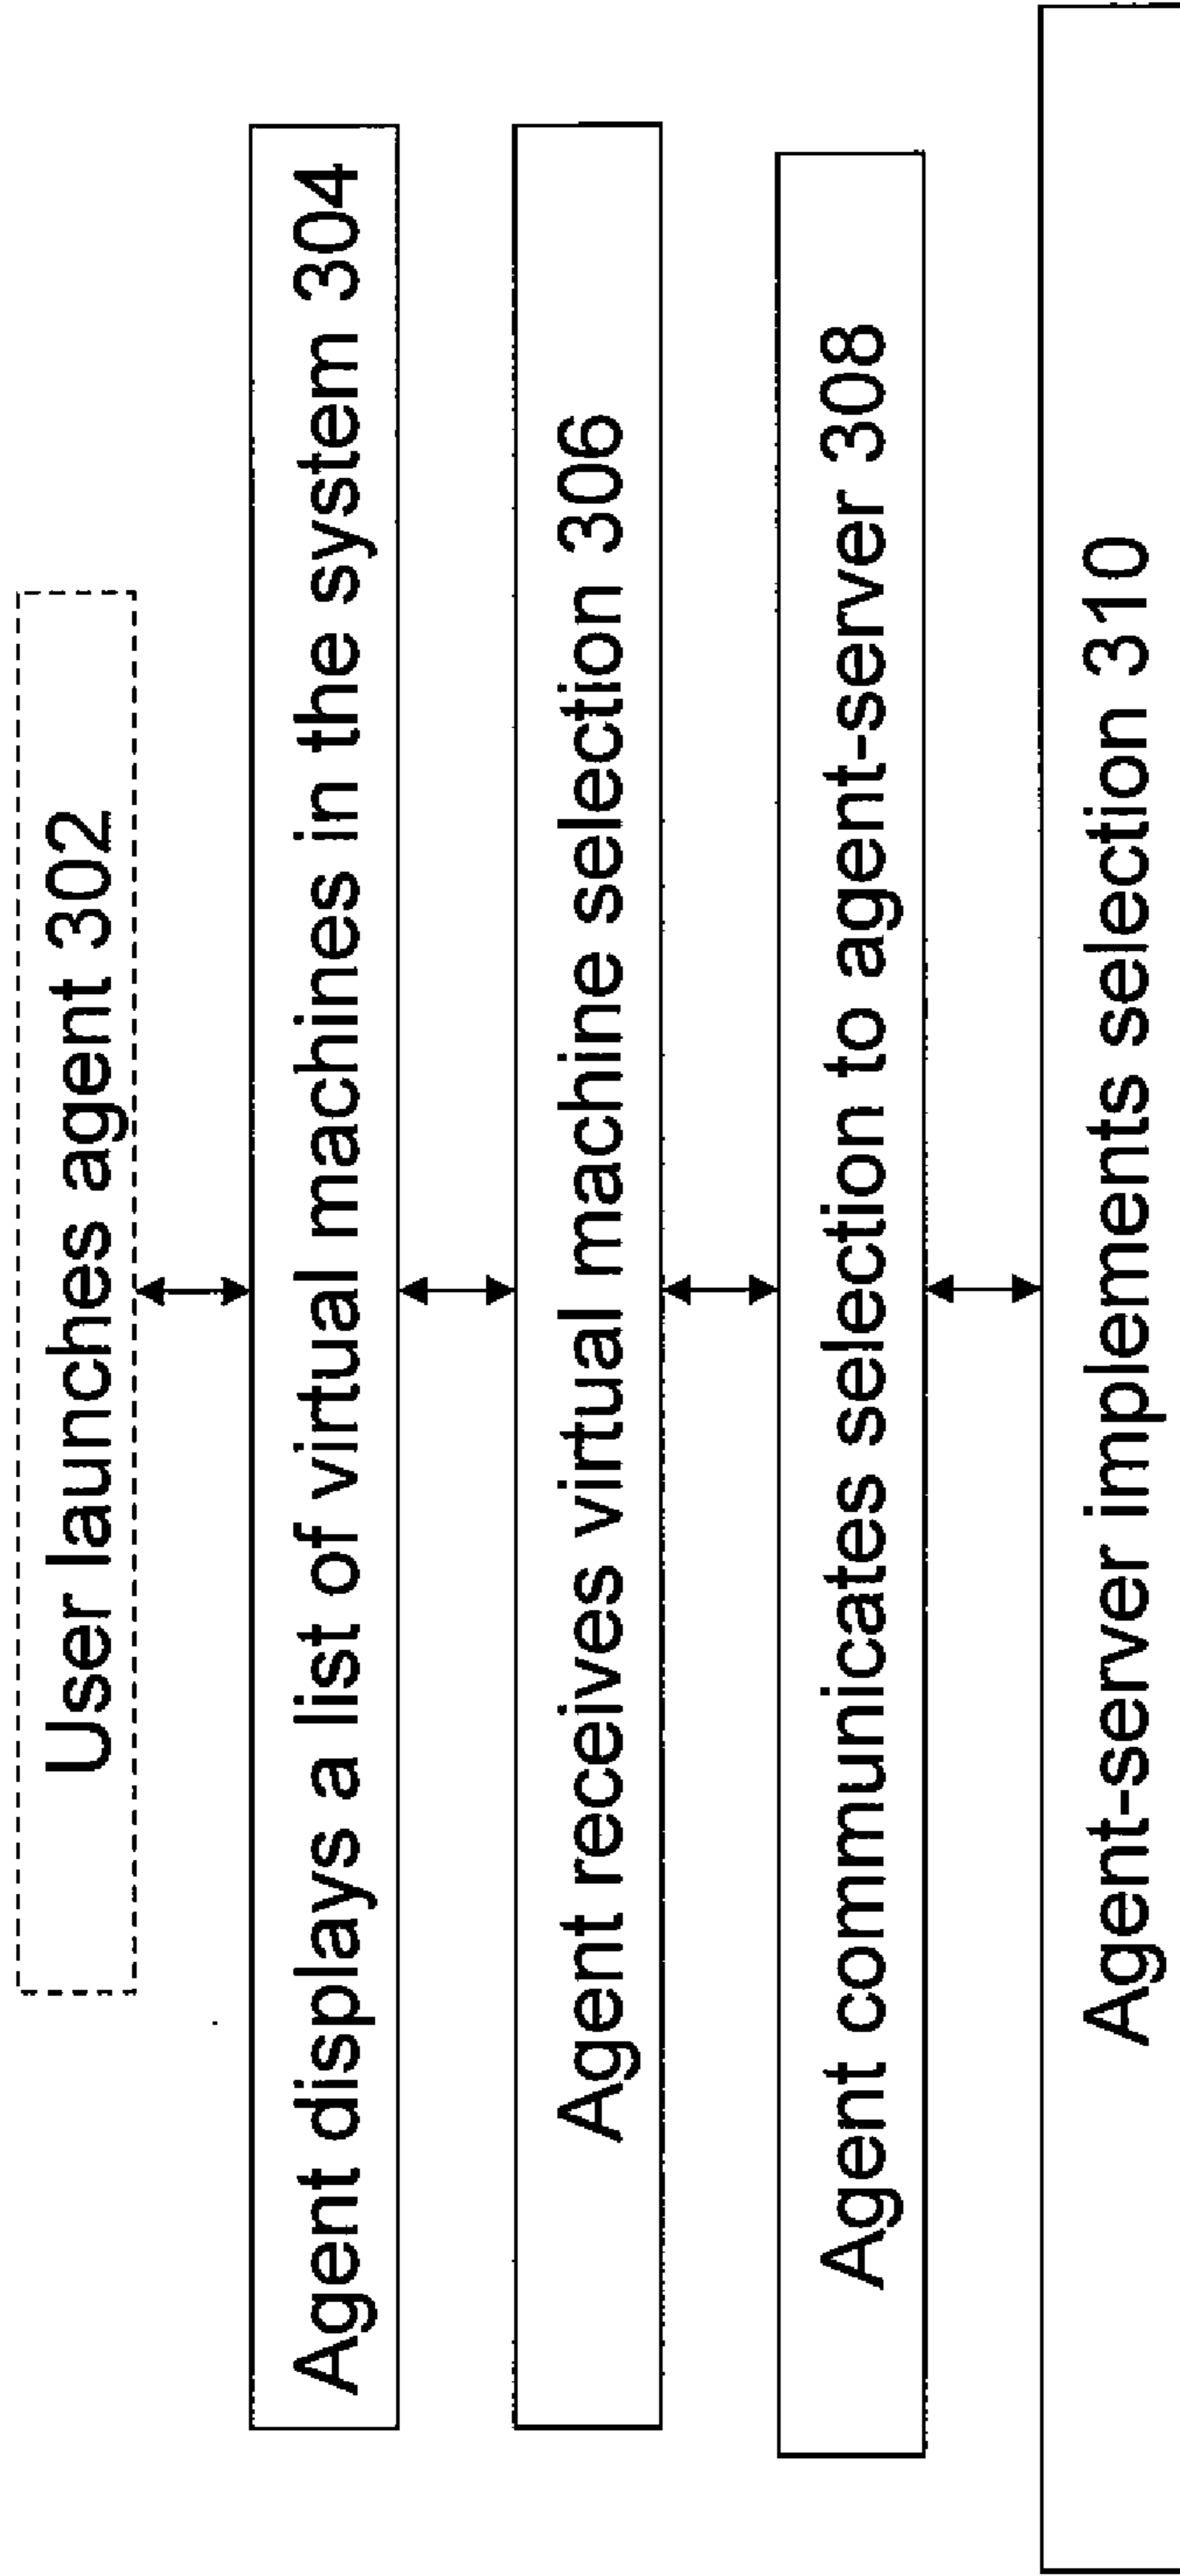 User launches agent 302
Agent displays a list of virtual machines in the system 304
Agent receives virtual machine selection 306
Agent communicates selection to agent-server 308
Agent-server implements selection 310